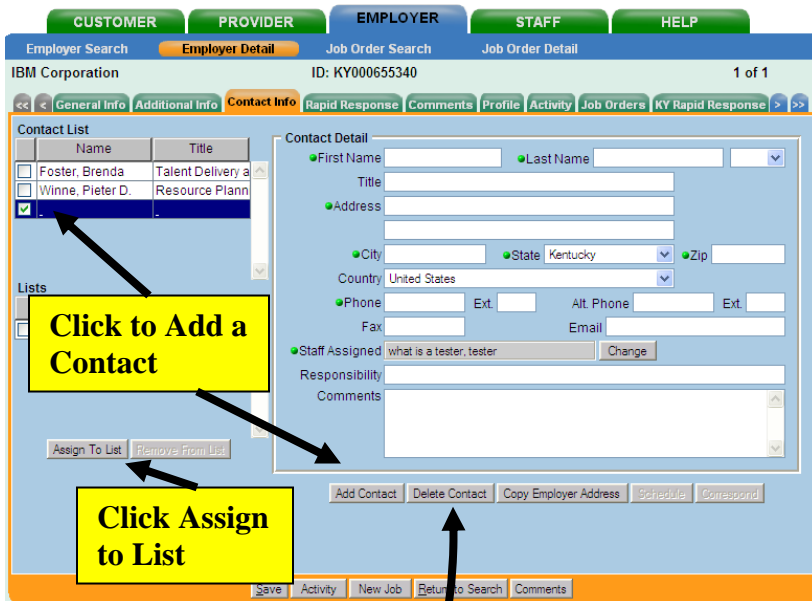 CUSTOMER PROVIDER EMPLOYER STAFF HELP
Employer Search Employer Detail Job Order Search Job Order Detail
IBM Corporation ID: KY000655340 1 of 1
<< < General Info Additional Info Contact Info Rapid Response Comments Profile Activity Job Orders KY Rapid Response > >>
Contact List
Name Title
Foster, Brenda Talent Delivery a
Winne, Pieter D. Resource Plann
- -
Lists
Click to Add a
Contact
Assign To List Remove From List
Click Assign
to List
Contact Detail
First Name Last Name
Title
Address
City State Kentucky Zip
Country United States
Phone Ext. Alt. Phone Ext.
Fax Email
Staff Assigned what is a tester, tester Change
Responsibility
Comments
Add Contact Delete Contact Copy Employer Address Schedule Correspond
Save Activity New Job Return to Search Comments